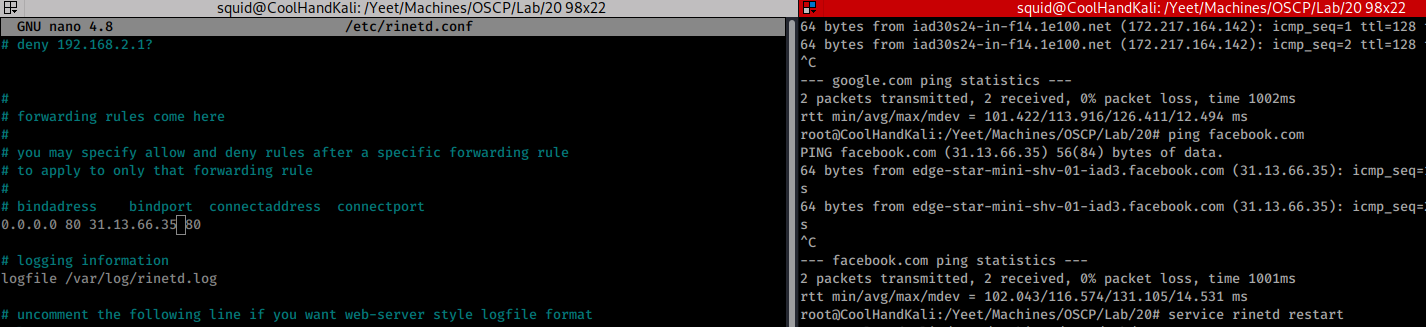 squid@CoolHandKali: /Yeet/Machines/OSCP/Lab/20 98x22
GNU nano 4.8 /etc/rinetd.conf
# deny 192.168.2.1?
#
# forwarding rules come here
#
# you may specify allow and deny rules after a specific forwarding rule
# to apply to only that forwarding rule
#
# bindadress    bindport  connectaddress  connectport
0.0.0.0 80 31.13.66.35 80
# logging information
logfile /var/log/rinetd.log
# uncomment the following line if you want web-server style logfile format
squid@CoolHandKali: /Yeet/Machines/OSCP/Lab/20 98x22
64 bytes from iad30s24-in-f14.1e100.net (172.217.164.142): icmp_seq=1 ttl=128
64 bytes from iad30s24-in-f14.1e100.net (172.217.164.142): icmp_seq=2 ttl=128
^C
--- google.com ping statistics ---
2 packets transmitted, 2 received, 0% packet loss, time 1002ms
rtt min/avg/max/mdev = 101.422/113.916/126.411/12.494 ms
root@CoolHandKali:/Yeet/Machines/OSCP/Lab/20# ping facebook.com
PING facebook.com (31.13.66.35) 56(84) bytes of data.
64 bytes from edge-star-mini-shv-01-iad3.facebook.com (31.13.66.35): icmp_seq=
s
64 bytes from edge-star-mini-shv-01-iad3.facebook.com (31.13.66.35): icmp_seq=
s
^C
--- facebook.com ping statistics ---
2 packets transmitted, 2 received, 0% packet loss, time 1001ms
rtt min/avg/max/mdev = 102.043/116.574/131.105/14.531 ms
root@CoolHandKali:/Yeet/Machines/OSCP/Lab/20# service rinetd restart